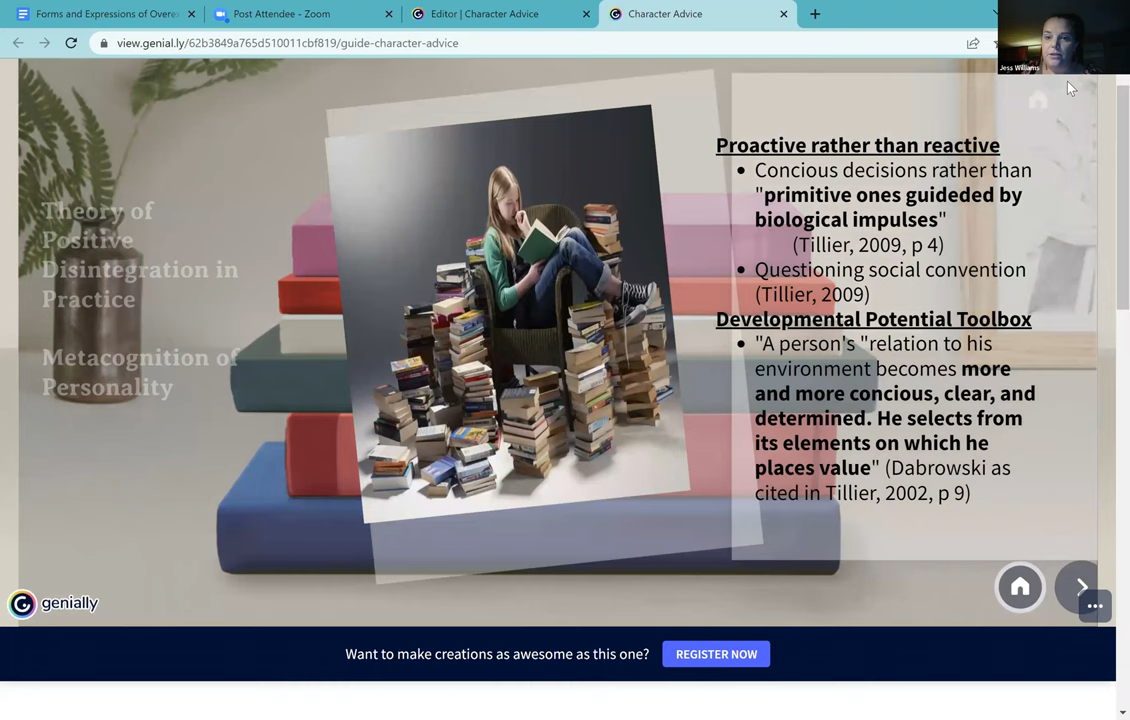 Forms and Expressions of Overex
Post Attendee - Zoom
Editor | Character Advice
Character Advice
view.genial.ly/62b3849a765d510011cbf819/guide-character-advice
Jess Williams
Theory of
Positive
Disintegration in
Practice
Metacognition of
Personality
Proactive rather than reactive
• Concious decisions rather than
"primitive ones guideded by
biological impulses"
(Tillier, 2009, p 4)
• Questioning social convention
(Tillier, 2009)
Developmental Potential Toolbox
• "A person's "relation to his
environment becomes more
and more concious, clear, and
determined. He selects from
its elements on which he
places value" (Dabrowski as
cited in Tillier, 2002, p 9)
genially
Want to make creations as awesome as this one?
REGISTER NOW